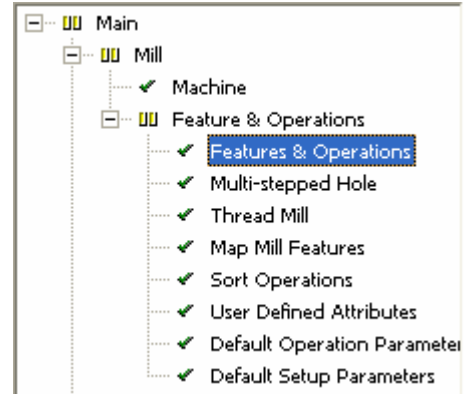 Main
Mill
Machine
Feature & Operations
Features & Operations
Multi-stepped Hole
Thread Mill
Map Mill Features
Sort Operations
User Defined Attributes
Default Operation Parameter
Default Setup Parameters